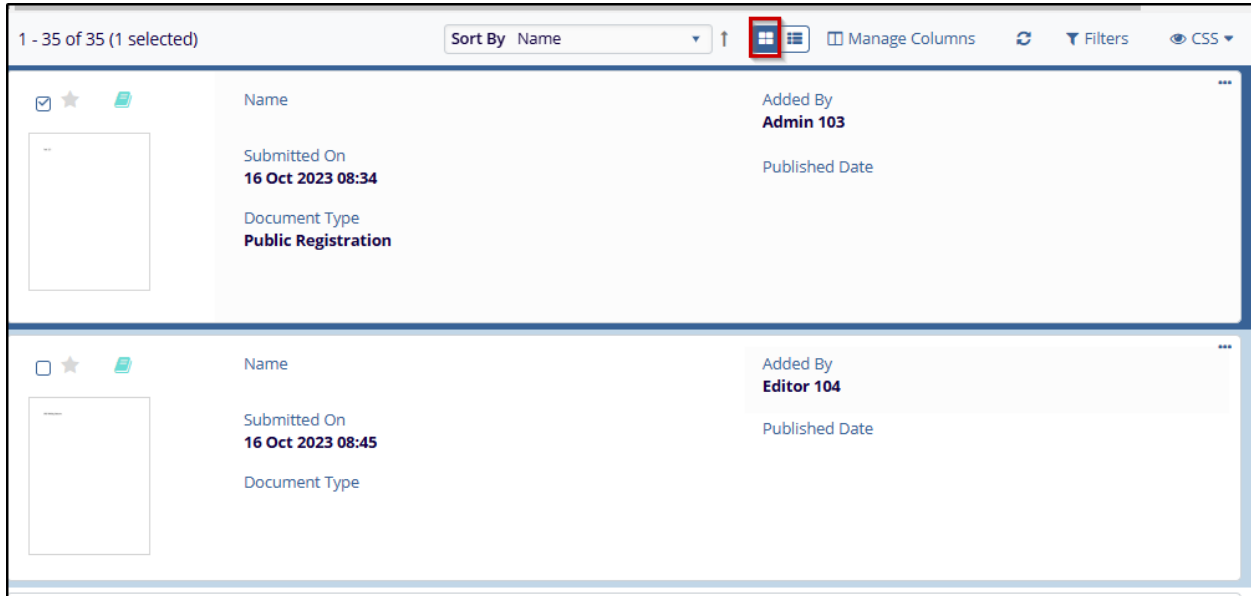 1 - 35 of 35 (1 selected) Sort By Name Manage Columns Filters CSS
Name Added By
Admin 103
Submitted On Published Date
16 Oct 2023 08:34
Document Type
Public Registration
Name Added By
Editor 104
Submitted On Published Date
16 Oct 2023 08:45
Document Type